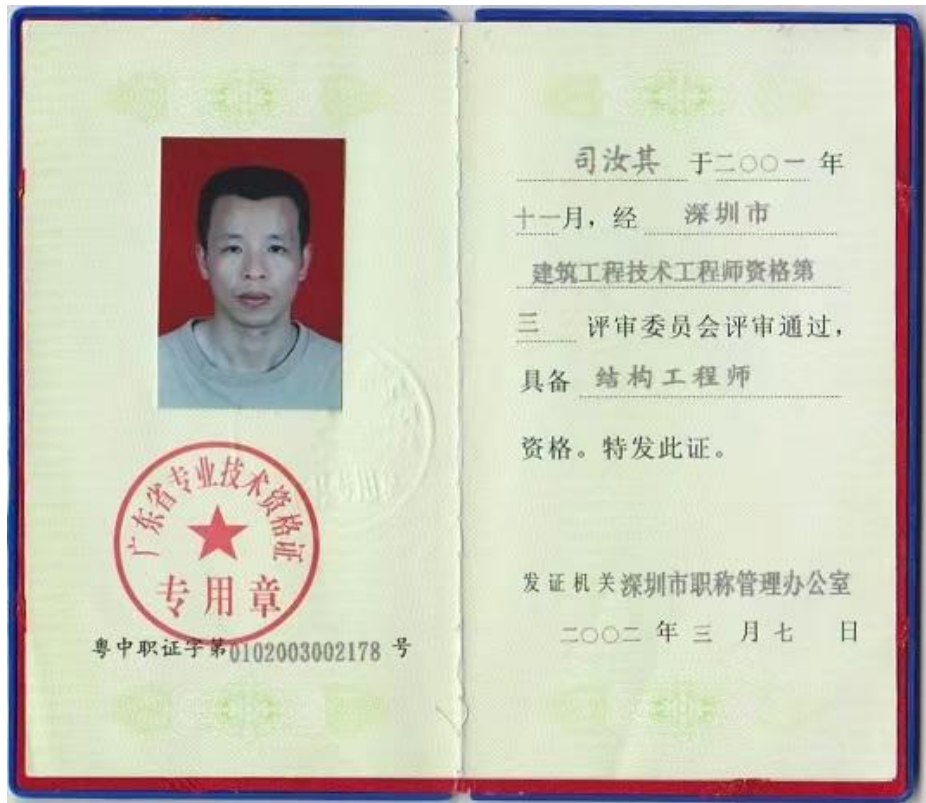 广东省专业技术资格证
专用章
粤中职证字第0102003002178 号
司汝其 于二〇〇一 年
十一月，经 深圳市
建筑工程技术工程师资格第
三 评审委员会评审通过，
具备 结构工程师
资格。特发此证。
发证机关深圳市职称管理办公室
二〇〇二 年 三 月 七 日